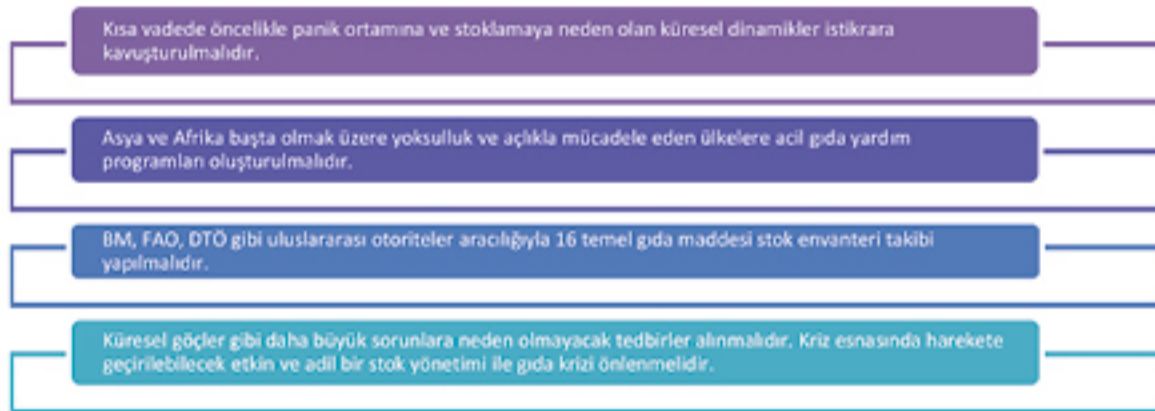 Kısa vadede öncelikle panik ortamına ve stoklamaya neden olan küresel dinamikler istikrara
kavuşturulmalıdır.
Asya ve Afrika başta olmak üzere yoksulluk ve açlıkla mücadele eden ülkelere acil gıda yardım
programları oluşturulmalıdır.
BM, FAO, DTÖ gibi uluslararası otoriteler aracılığıyla 16 temel gıda maddesi stok envanteri takibi
yapılmalıdır.
Küresel göçler gibi daha büyük sorunlara neden olmayacak tedbirler alınmalıdır. Kriz esnasında harekete
geçirilebilecek etkin ve adil bir stok yönetimi ile gıda krizi önlenmelidir.